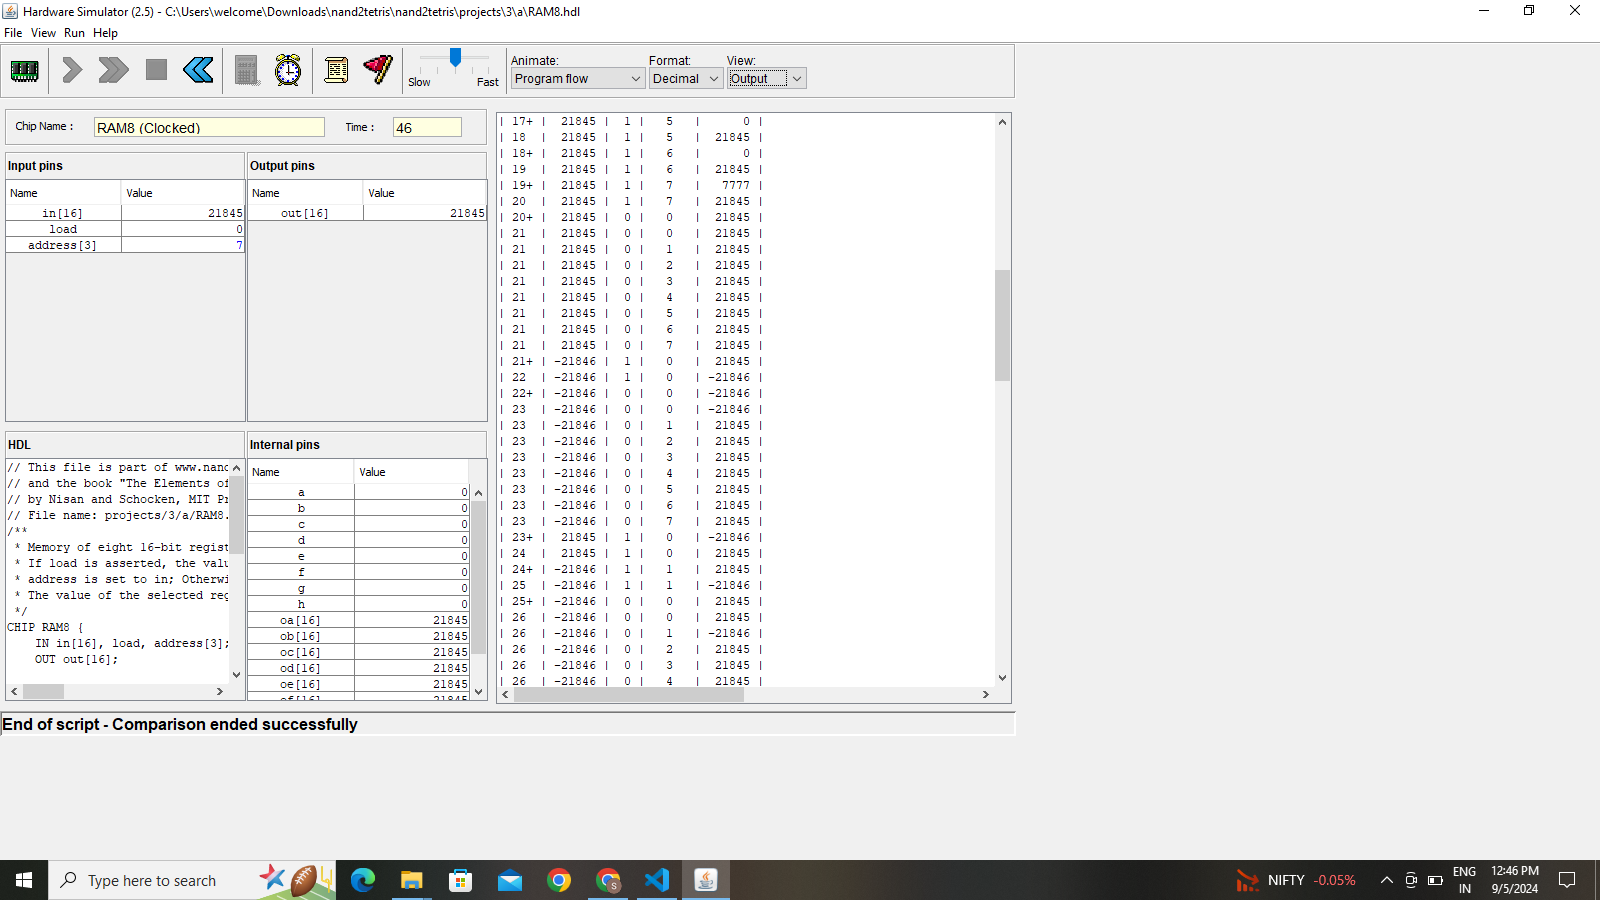 Hardware Simulator (2.5) - C:\Users\welcome\Downloads\nand2tetris\nand2tetris\projects\3\a\RAM8.hdl
File View Run Help
Slow Fast
Animate: Format: View:
Program flow Decimal Output
Chip Name : RAM8 (Clocked) Time : 46
Input pins
Name Value
in[16] 21845
load 0
address[3] 7
Output pins
Name Value
out[16] 21845
HDL
// This file is part of www.nanc
// and the book "The Elements of
// by Nisan and Schocken, MIT Pr
// File name: projects/3/a/RAM8.
/**
* Memory of eight 16-bit regist
* If load is asserted, the valu
* address is set to in; Otherwi
* The value of the selected reg
*/
CHIP RAM8 {
IN in[16], load, address[3];
OUT out[16];
Internal pins
Name Value
a 0
b 0
c 0
d 0
e 0
f 0
g 0
h 0
oa[16] 21845
ob[16] 21845
oc[16] 21845
od[16] 21845
oe[16] 21845
| 17+ | 21845 | 1 | 5 | 0 |
| 18 | 21845 | 1 | 5 | 21845 |
| 18+ | 21845 | 1 | 6 | 0 |
| 19 | 21845 | 1 | 6 | 21845 |
| 19+ | 21845 | 1 | 7 | 7777 |
| 20 | 21845 | 1 | 7 | 21845 |
| 20+ | 21845 | 0 | 0 | 21845 |
| 21 | 21845 | 0 | 0 | 21845 |
| 21 | 21845 | 0 | 1 | 21845 |
| 21 | 21845 | 0 | 2 | 21845 |
| 21 | 21845 | 0 | 3 | 21845 |
| 21 | 21845 | 0 | 4 | 21845 |
| 21 | 21845 | 0 | 5 | 21845 |
| 21 | 21845 | 0 | 6 | 21845 |
| 21 | 21845 | 0 | 7 | 21845 |
| 21+ | -21846 | 1 | 0 | 21845 |
| 22 | -21846 | 1 | 0 | -21846 |
| 22+ | -21846 | 0 | 0 | -21846 |
| 23 | -21846 | 0 | 0 | -21846 |
| 23 | -21846 | 0 | 1 | 21845 |
| 23 | -21846 | 0 | 2 | 21845 |
| 23 | -21846 | 0 | 3 | 21845 |
| 23 | -21846 | 0 | 4 | 21845 |
| 23 | -21846 | 0 | 5 | 21845 |
| 23 | -21846 | 0 | 6 | 21845 |
| 23 | -21846 | 0 | 7 | 21845 |
| 23+ | 21845 | 1 | 0 | -21846 |
| 24 | 21845 | 1 | 0 | 21845 |
| 24+ | -21846 | 1 | 1 | 21845 |
| 25 | -21846 | 1 | 1 | -21846 |
| 25+ | -21846 | 0 | 0 | 21845 |
| 26 | -21846 | 0 | 0 | 21845 |
| 26 | -21846 | 0 | 1 | -21846 |
| 26 | -21846 | 0 | 2 | 21845 |
| 26 | -21846 | 0 | 3 | 21845 |
| 26 | -21846 | 0 | 4 | 21845 |
End of script - Comparison ended successfully
Type here to search
NIFTY -0.05%
ENG
IN
12:46 PM
9/5/2024